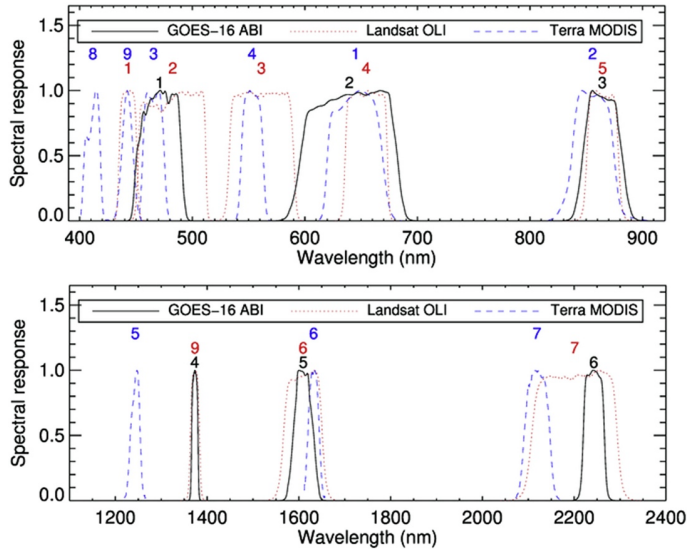 GOES−16 ABI Landsat OLI Terra MODIS
8 9 3 4 1 2
1 2 3 4 5
1 2 3
1.5
1.0
0.5
0.0
Spectral response
400 500 600 700 800 900
Wavelength (nm)
GOES−16 ABI Landsat OLI Terra MODIS
5 6 7
9 6 7
4 5 6
1.5
1.0
0.5
0.0
Spectral response
1200 1400 1600 1800 2000 2200 2400
Wavelength (nm)